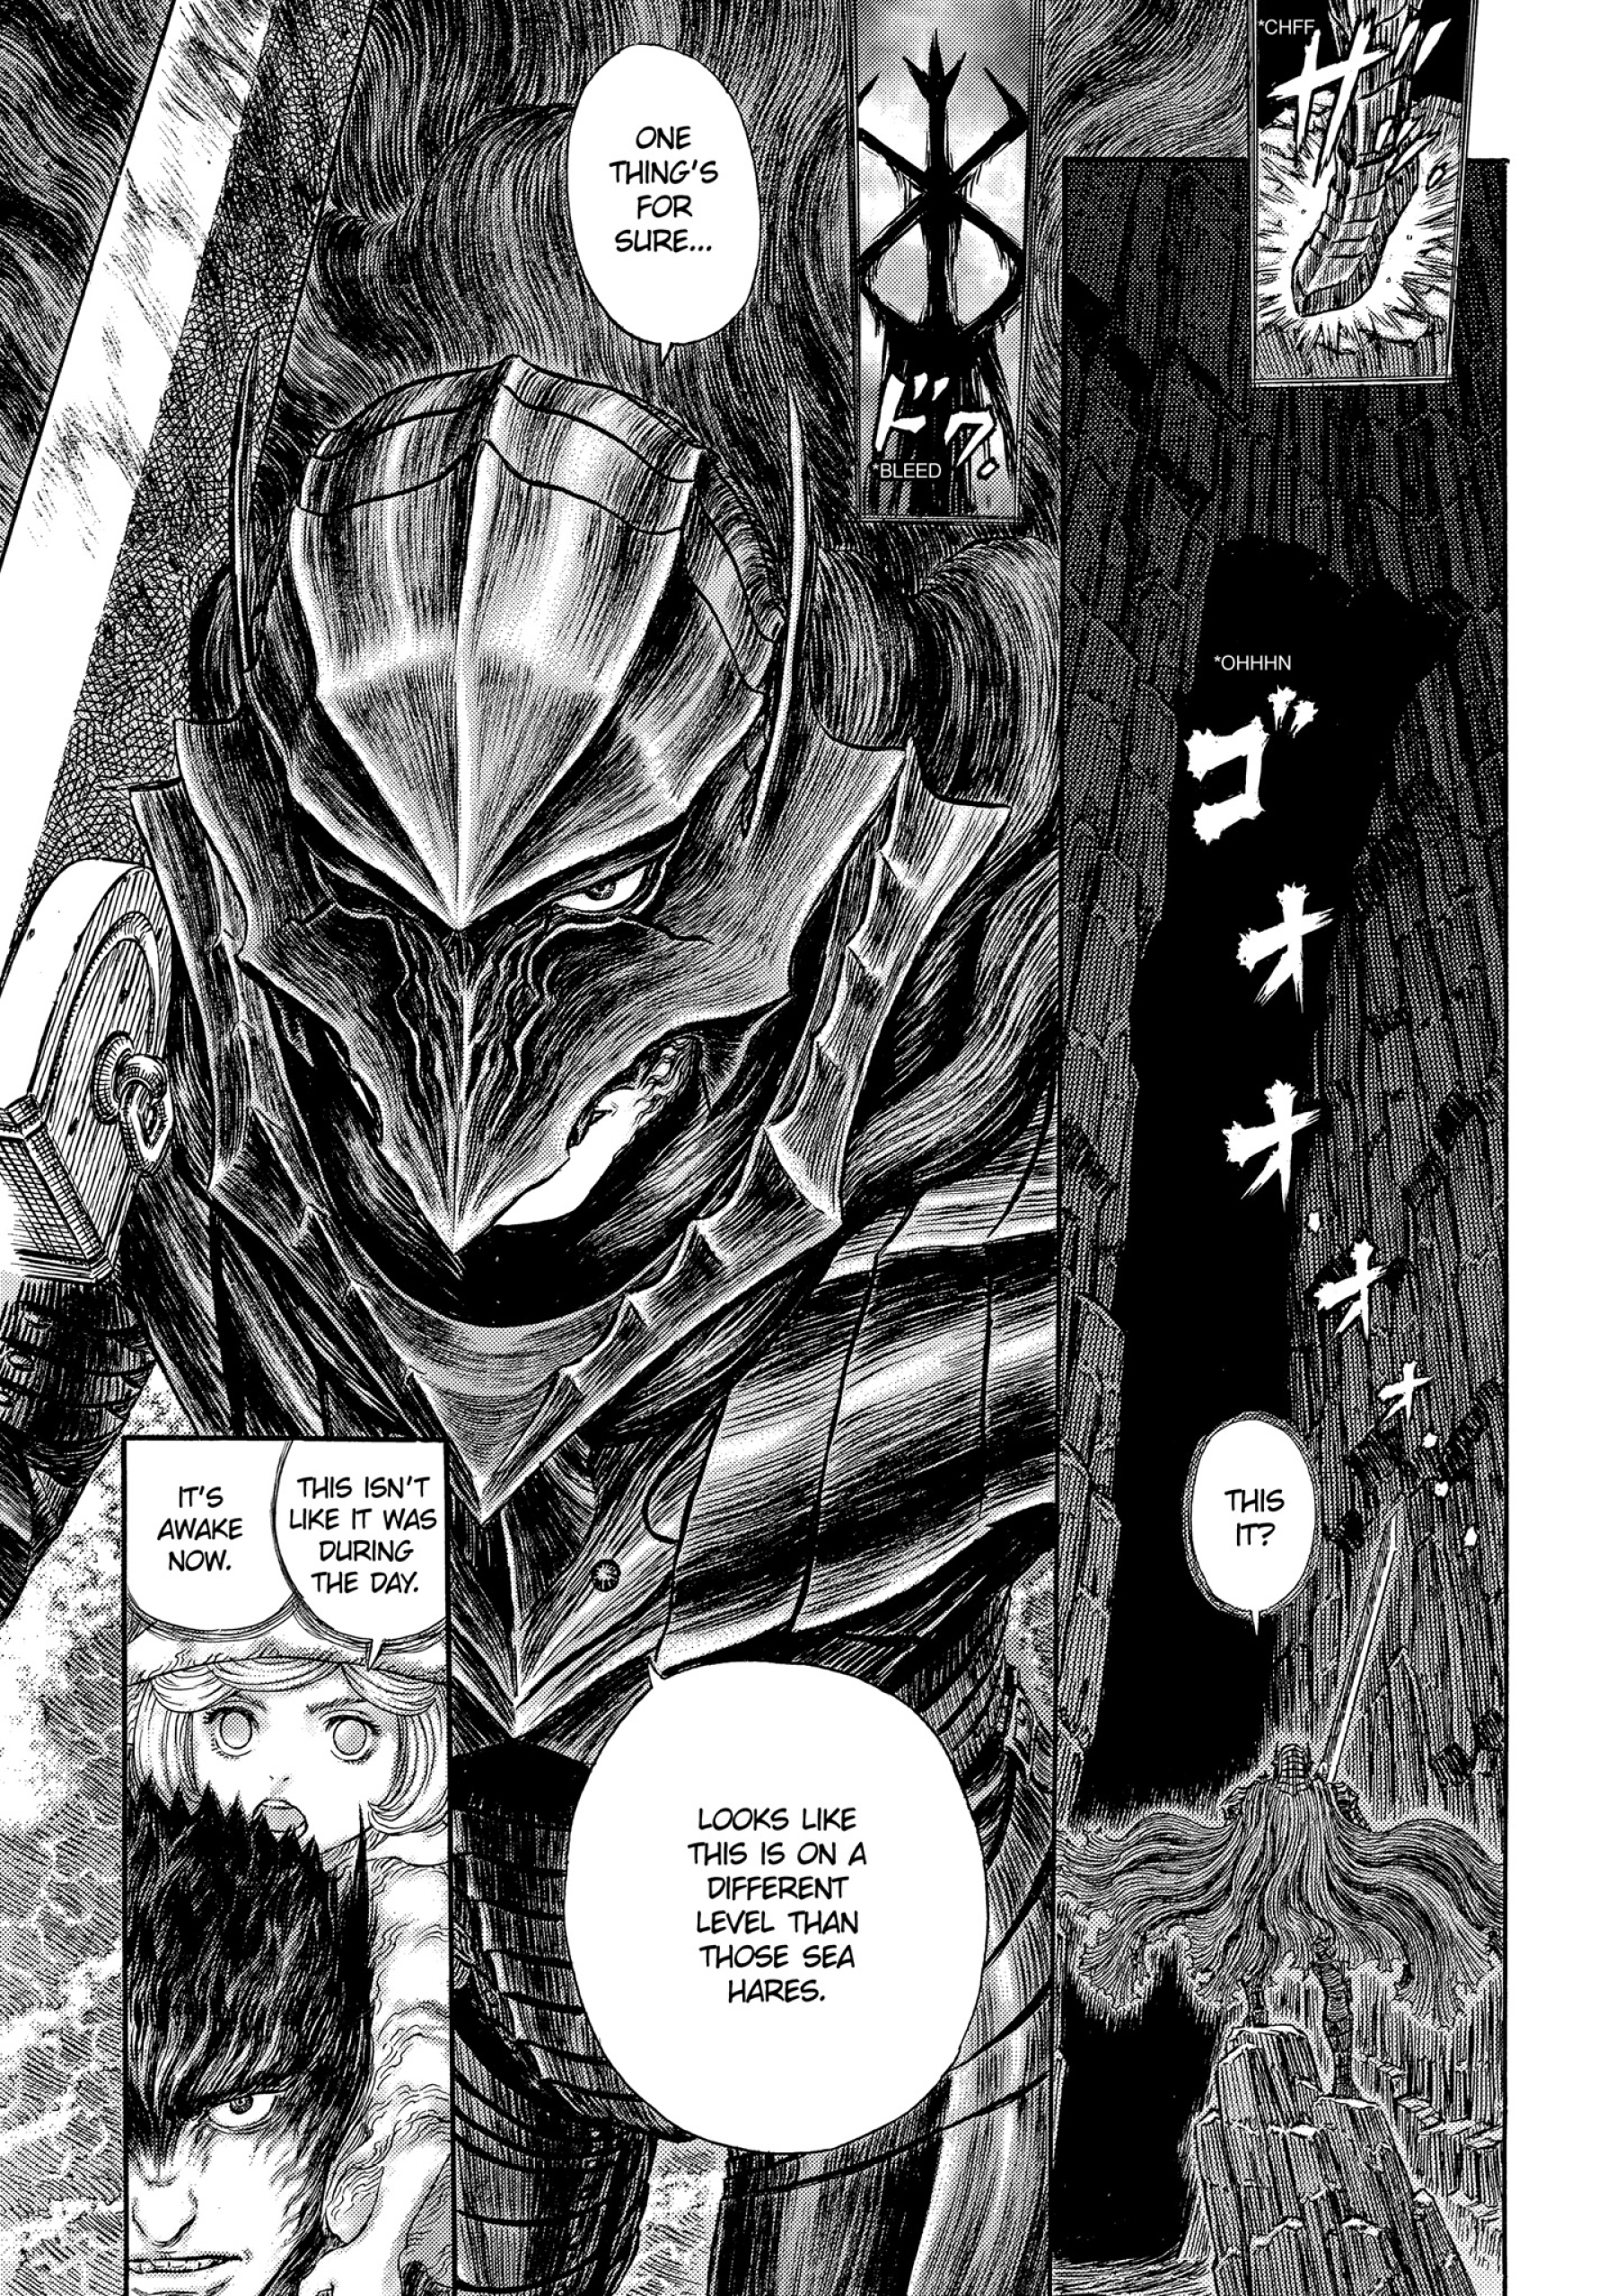 *CHFF
ザッ
*OHHHN
ゴオオオオ
THIS
IT?
ドクッ
*BLEED
ONE
THING'S
FOR
SURE...
LOOKS LIKE
THIS IS ON A
DIFFERENT
LEVEL THAN
THOSE SEA
HARES.
THIS ISN'T
LIKE IT WAS
DURING
THE DAY.
IT'S
AWAKE
NOW.